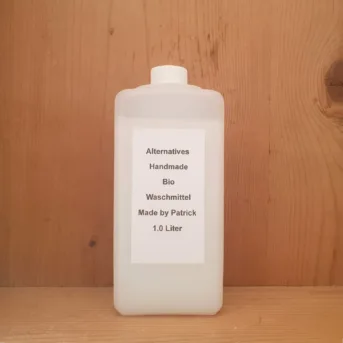 Alternatives
Handmade
Bio
Waschmittel
Made by Patrick
1.0 Liter